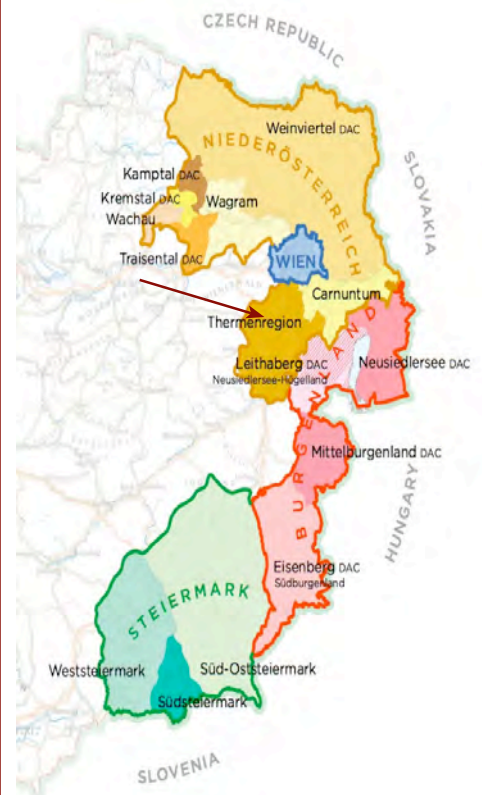 CZECH REPUBLIC
Weinviertel DAC
NIEDERÖSTERREICH
SLOVAKIA
Kamptal DAC
Kremstal DAC
Wagram
Wachau
Traisental DAC
WIEN
Carnuntum
Thermenregion
Leithaberg DAC
Neusiedlersee-Högelland
Neusiedlersee DAC
BURGENLAND
Mittelburgenland DAC
HUNGARY
Eisenberg DAC
Südburgenland
STEIERMARK
Weststeiermark
Süd-Oststeiermark
Südsteiermark
SLOVENIA